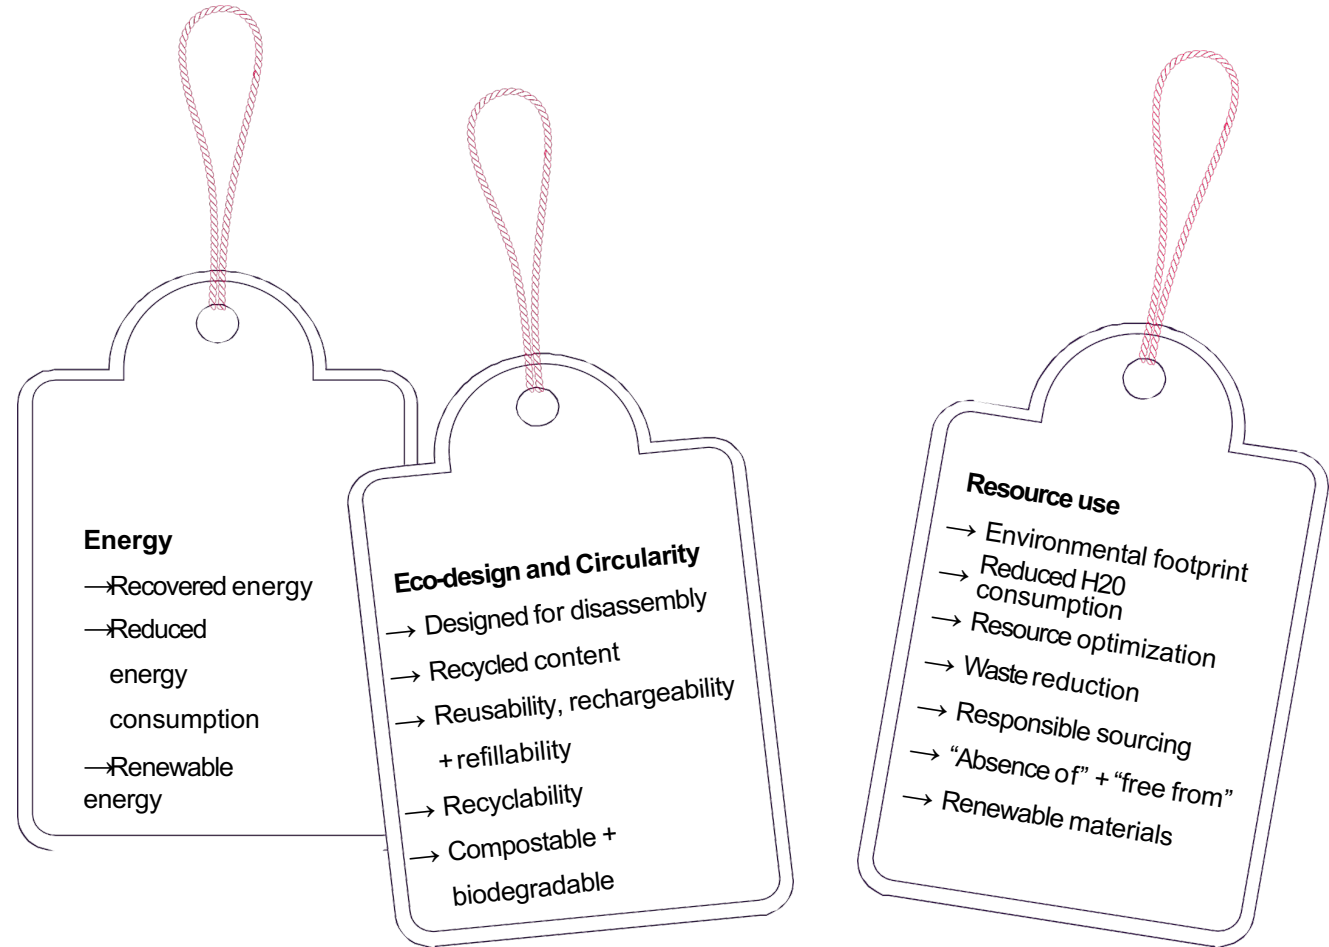 Energy
→Recovered energy
→Reduced
energy
consumption
→Renewable
energy
Eco-design and Circularity
→ Designed for disassembly
→ Recycled content
→ Reusability, rechargeability
+ refillability
→ Recyclability
→ Compostable +
biodegradable
Resource use
→ Environmental footprint
→ Reduced H20
consumption
→ Resource optimization
→ Waste reduction
→ Responsible sourcing
→ “Absence of” + “free from”
→ Renewable materials